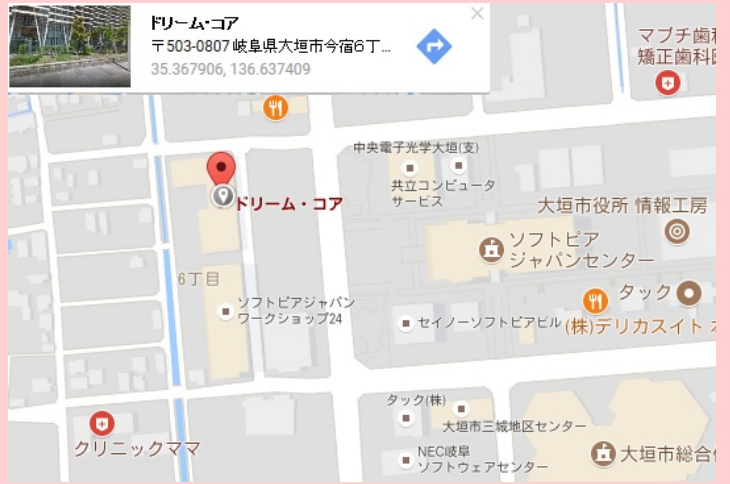 ドリーム・コア
〒503-0807 岐阜県大垣市今宿6丁...
35.367906, 136.637409
マブチ歯科
矯正歯科医
中央電子光学大垣(支)
共立コンピュータ
サービス
ドリーム・コア
大垣市役所 情報工房
ソフトピア
ジャパンセンター
6丁目
タック
ソフトピアジャパン
ワークショップ24
セイノーソフトピアビル
(株)デリカスイト
タック(株)
大垣市三城地区センター
クリニックママ
NEC岐阜
ソフトウェアセンター
大垣市総合